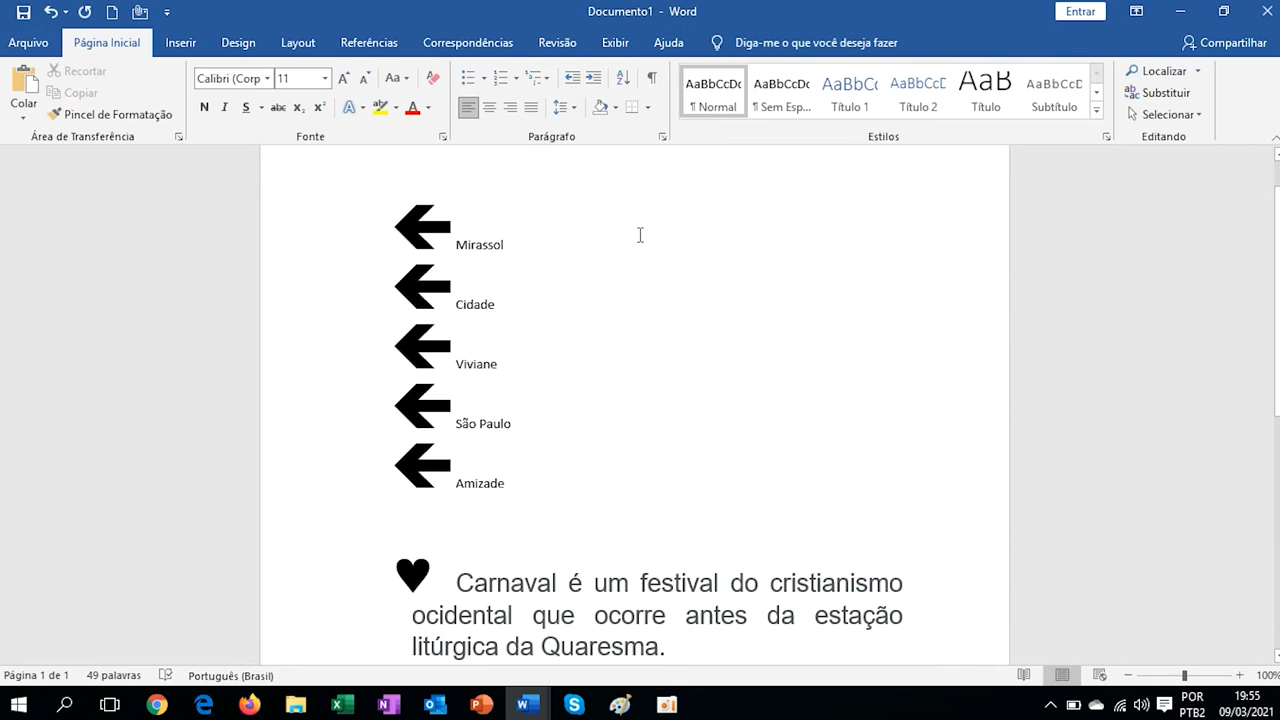 Documento1 - Word
Entrar
Arquivo
Página Inicial
Inserir
Design
Layout
Referências
Correspondências
Revisão
Exibir
Ajuda
Diga-me o que você deseja fazer
Compartilhar
Colar
Recortar
Copiar
Pincel de Formatação
Área de Transferência
Calibri (Corp
11
Aa
N I S abc x₂ x²
Fonte
Parágrafo
AaBbCcDc
¶ Normal
AaBbCcDc
¶ Sem Esp...
AaBbCc
Título 1
AaBbCcD
Título 2
AaB
Título
AaBbCcD
Subtítulo
Estilos
Localizar
Substituir
Selecionar
Editando
Mirassol
Cidade
Viviane
São Paulo
Amizade
Carnaval é um festival do cristianismo
ocidental que ocorre antes da estação
litúrgica da Quaresma.
Página 1 de 1
49 palavras
Português (Brasil)
100%
POR
PTB2
19:55
09/03/2021